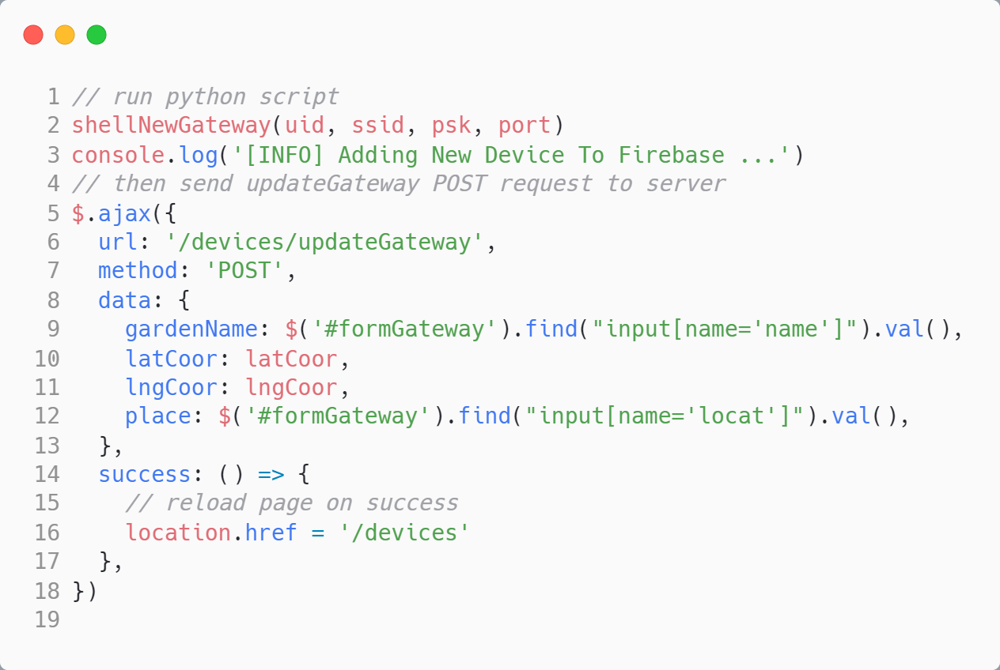 1 // run python script
2 shellNewGateway(uid, ssid, psk, port)
3 console.log('[INFO] Adding New Device To Firebase ...')
4 // then send updateGateway POST request to server
5 $.ajax({
6   url: '/devices/updateGateway',
7   method: 'POST',
8   data: {
9     gardenName: $('#formGateway').find("input[name='name']").val(),
10     latCoor: latCoor,
11     lngCoor: lngCoor,
12     place: $('#formGateway').find("input[name='locat']").val(),
13   },
14   success: () => {
15     // reload page on success
16     location.href = '/devices'
17   },
18 })
19